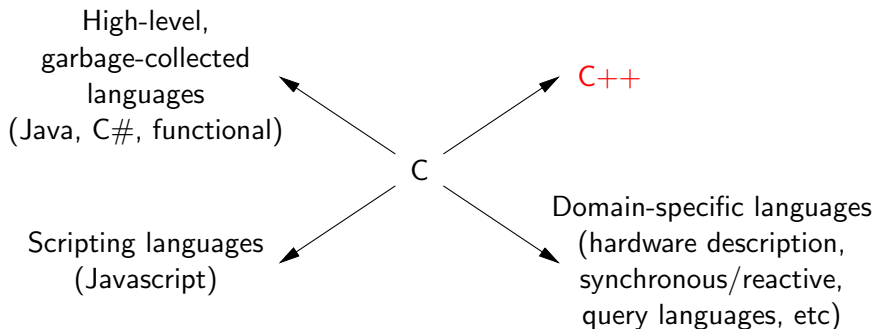 High-level,
garbage-collected
languages
(Java, C#, functional)
C++
C
Scripting languages
(Javascript)
Domain-specific languages
(hardware description,
synchronous/reactive,
query languages, etc)